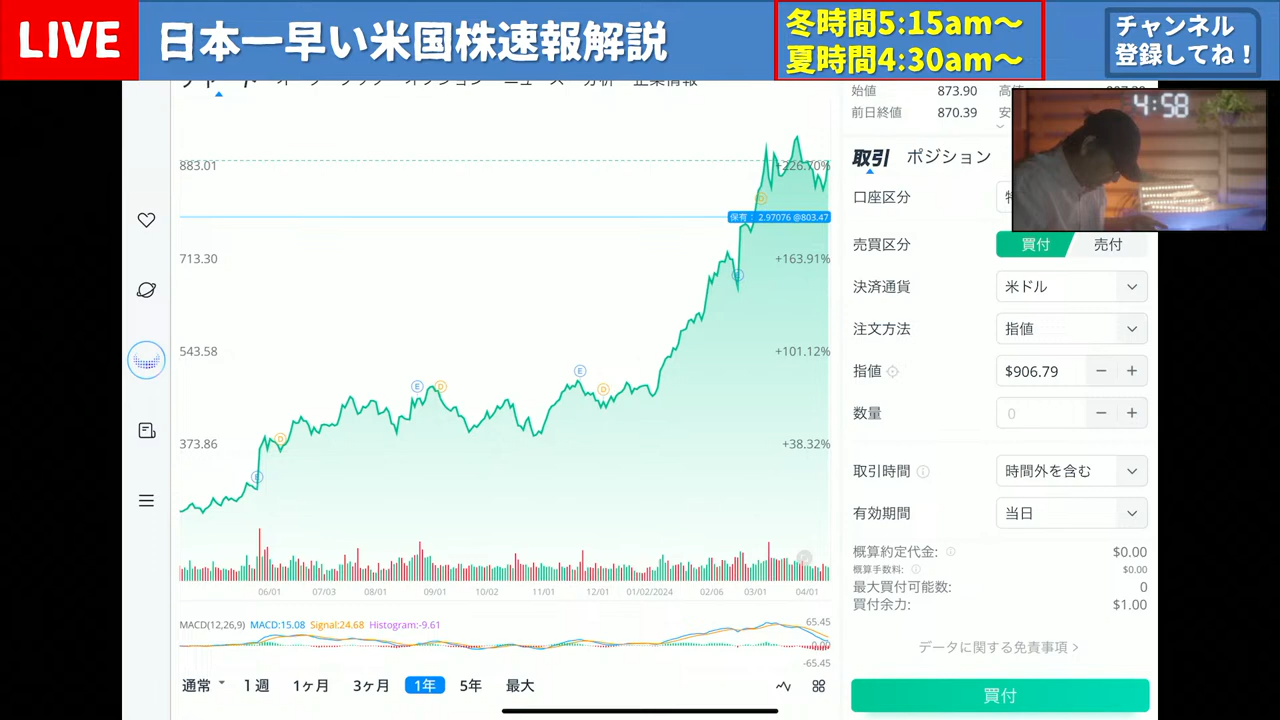 LIVE
日本一早い米国株速報解説
冬時間5:15am～
夏時間4:30am～
チャンネル
登録してね！
4:58
始値 873.90 高
前日終値 870.39 安
取引 ポジション
口座区分
売買区分 買付 売付
決済通貨 米ドル
注文方法 指値
指値 $906.79 − +
数量 0 − +
取引時間 時間外を含む
有効期間 当日
概算約定代金: $0.00
概算手数料: $0.00
最大買付可能数: 0
買付余力: $1.00
データに関する免責事項 >
買付
883.01 +226.70%
保有： 2.97076 @803.47
713.30 +163.91%
543.58 +101.12%
373.86 +38.32%
E D E D E D E D
06/01 07/03 08/01 09/01 10/02 11/01 12/01 01/02/2024 02/06 03/01 04/01
MACD(12,26,9) MACD:15.08 Signal:24.68 Histogram:-9.61
65.45
0.00
-65.45
通常 1週 1ヶ月 3ヶ月 1年 5年 最大